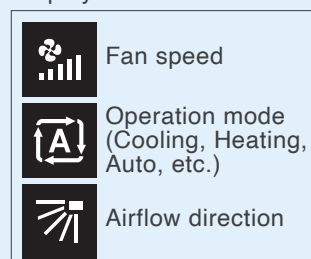 Fan speed
A
Operation mode
(Cooling, Heating,
Auto, etc.)
Airflow direction